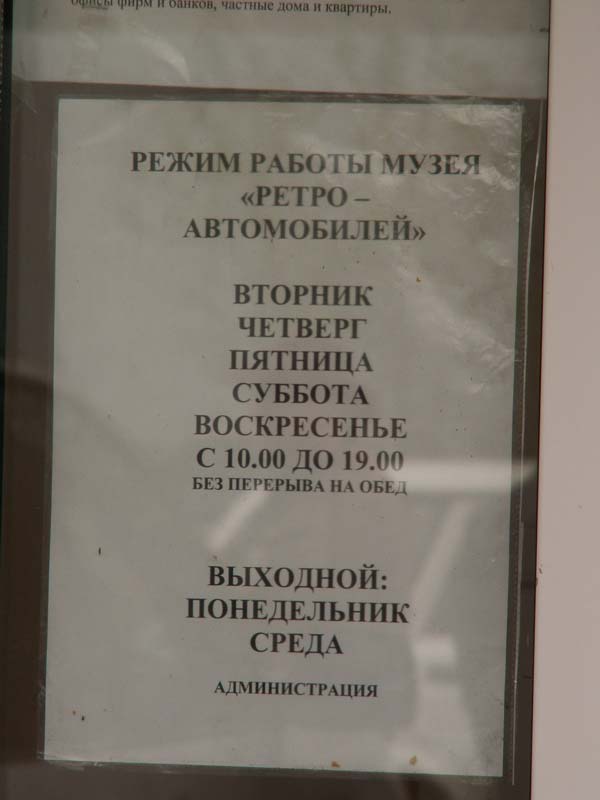 офисы фирм и банков, частные дома и квартиры.
РЕЖИМ РАБОТЫ МУЗЕЯ
«РЕТРО –
АВТОМОБИЛЕЙ»
ВТОРНИК
ЧЕТВЕРГ
ПЯТНИЦА
СУББОТА
ВОСКРЕСЕНЬЕ
С 10.00 ДО 19.00
БЕЗ ПЕРЕРЫВА НА ОБЕД
ВЫХОДНОЙ:
ПОНЕДЕЛЬНИК
СРЕДА
АДМИНИСТРАЦИЯ